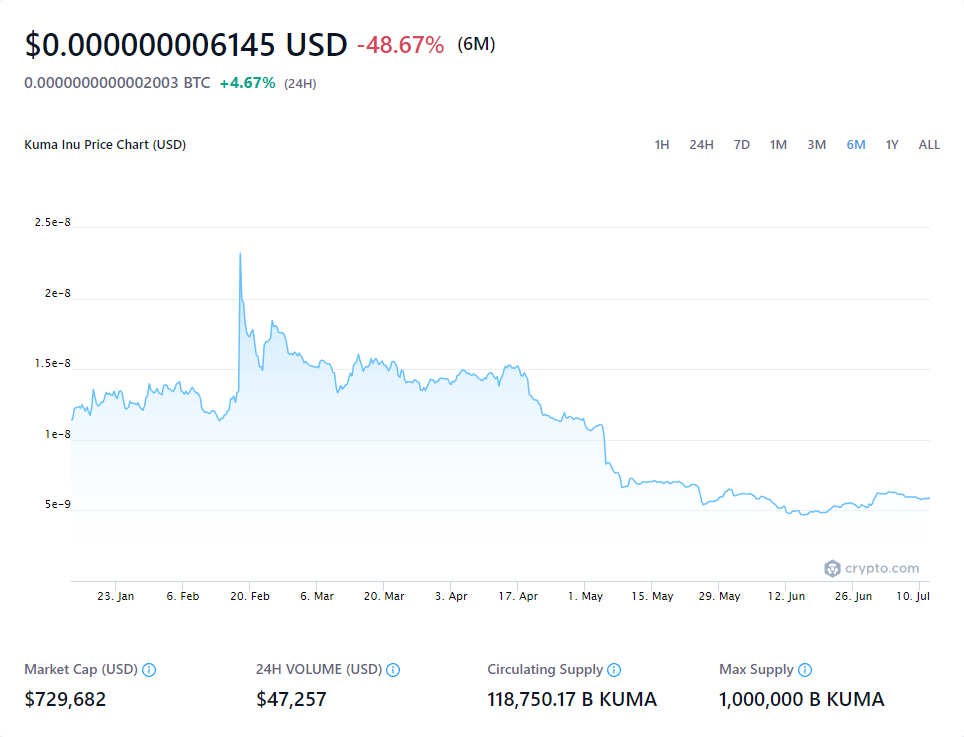 $0.000000006145 USD -48.67% (6M)
0.0000000000002003 BTC +4.67% (24H)
Kuma Inu Price Chart (USD) 1H 24H 7D 1M 3M 6M 1Y ALL
2.5e-8
2e-8
1.5e-8
1e-8
5e-9
crypto.com
23. Jan 6. Feb 20. Feb 6. Mar 20. Mar 3. Apr 17. Apr 1. May 15. May 29. May 12. Jun 26. Jun 10. Jul
Market Cap (USD) 24H VOLUME (USD) Circulating Supply Max Supply
$729,682 $47,257 118,750.17 B KUMA 1,000,000 B KUMA